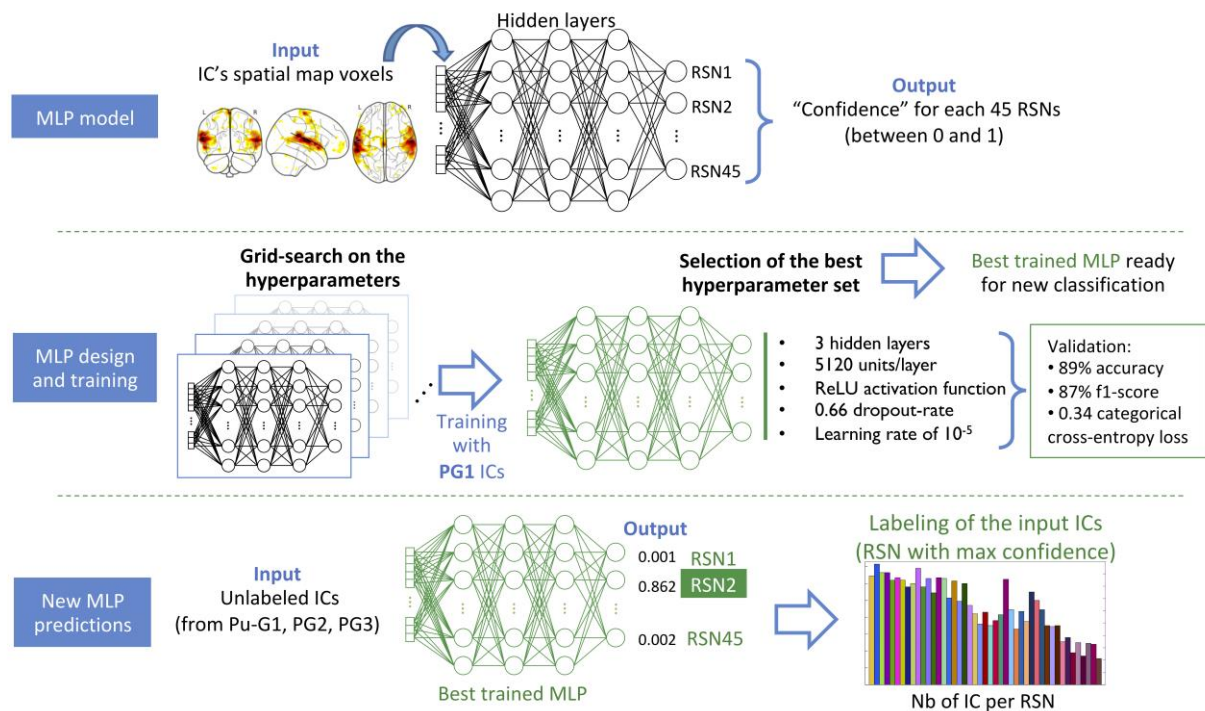 Hidden layers
Input
IC's spatial map voxels
L
R
L
R
MLP model
RSN1
RSN2
RSN45
Output
“Confidence” for each 45 RSNs
(between 0 and 1)
Grid-search on the
hyperparameters
Selection of the best
hyperparameter set
Best trained MLP ready
for new classification
MLP design
and training
Training
with
PG1 ICs
• 3 hidden layers
• 5120 units/layer
• ReLU activation function
• 0.66 dropout-rate
• Learning rate of 10-5
Validation:
• 89% accuracy
• 87% f1-score
• 0.34 categorical
cross-entropy loss
New MLP
predictions
Input
Unlabeled ICs
(from Pu-G1, PG2, PG3)
Best trained MLP
Output
0.001 RSN1
0.862 RSN2
0.002 RSN45
Labeling of the input ICs
(RSN with max confidence)
Nb of IC per RSN